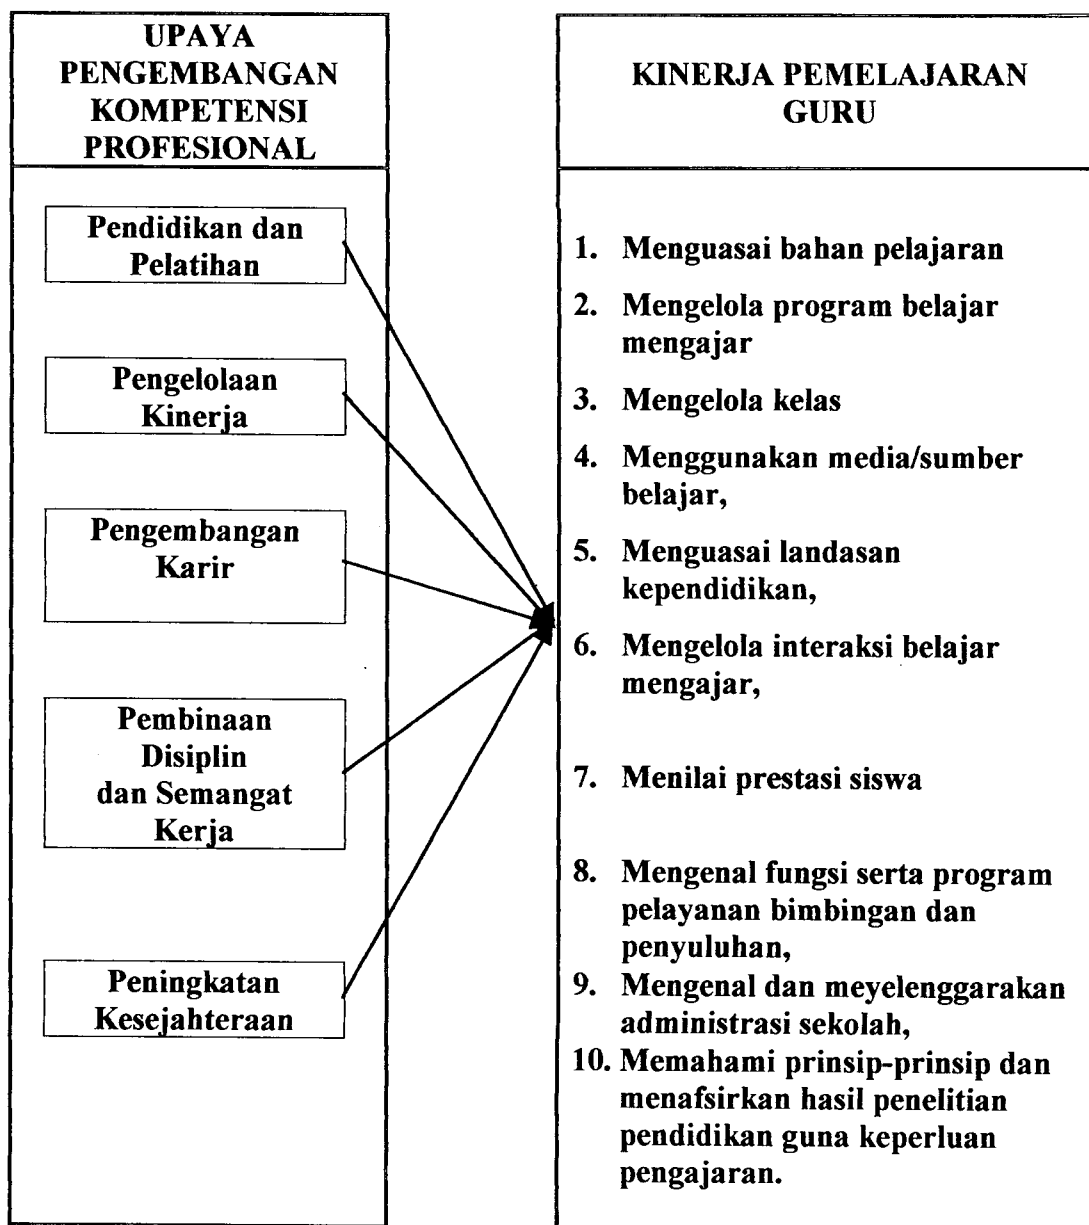 UPAYA
PENGEMBANGAN
KOMPETENSI
PROFESIONAL
Pendidikan dan
Pelatihan
Pengelolaan
Kinerja
Pengembangan
Karir
Pembinaan
Disiplin
dan Semangat
Kerja
Peningkatan
Kesejahteraan
KINERJA PEMELAJARAN
GURU
1. Menguasai bahan pelajaran
2. Mengelola program belajar
mengajar
3. Mengelola kelas
4. Menggunakan media/sumber
belajar,
5. Menguasai landasan
kependidikan,
6. Mengelola interaksi belajar
mengajar,
7. Menilai prestasi siswa
8. Mengenal fungsi serta program
pelayanan bimbingan dan
penyuluhan,
9. Mengenal dan meyelenggarakan
administrasi sekolah,
10. Memahami prinsip-prinsip dan
menafsirkan hasil penelitian
pendidikan guna keperluan
pengajaran.